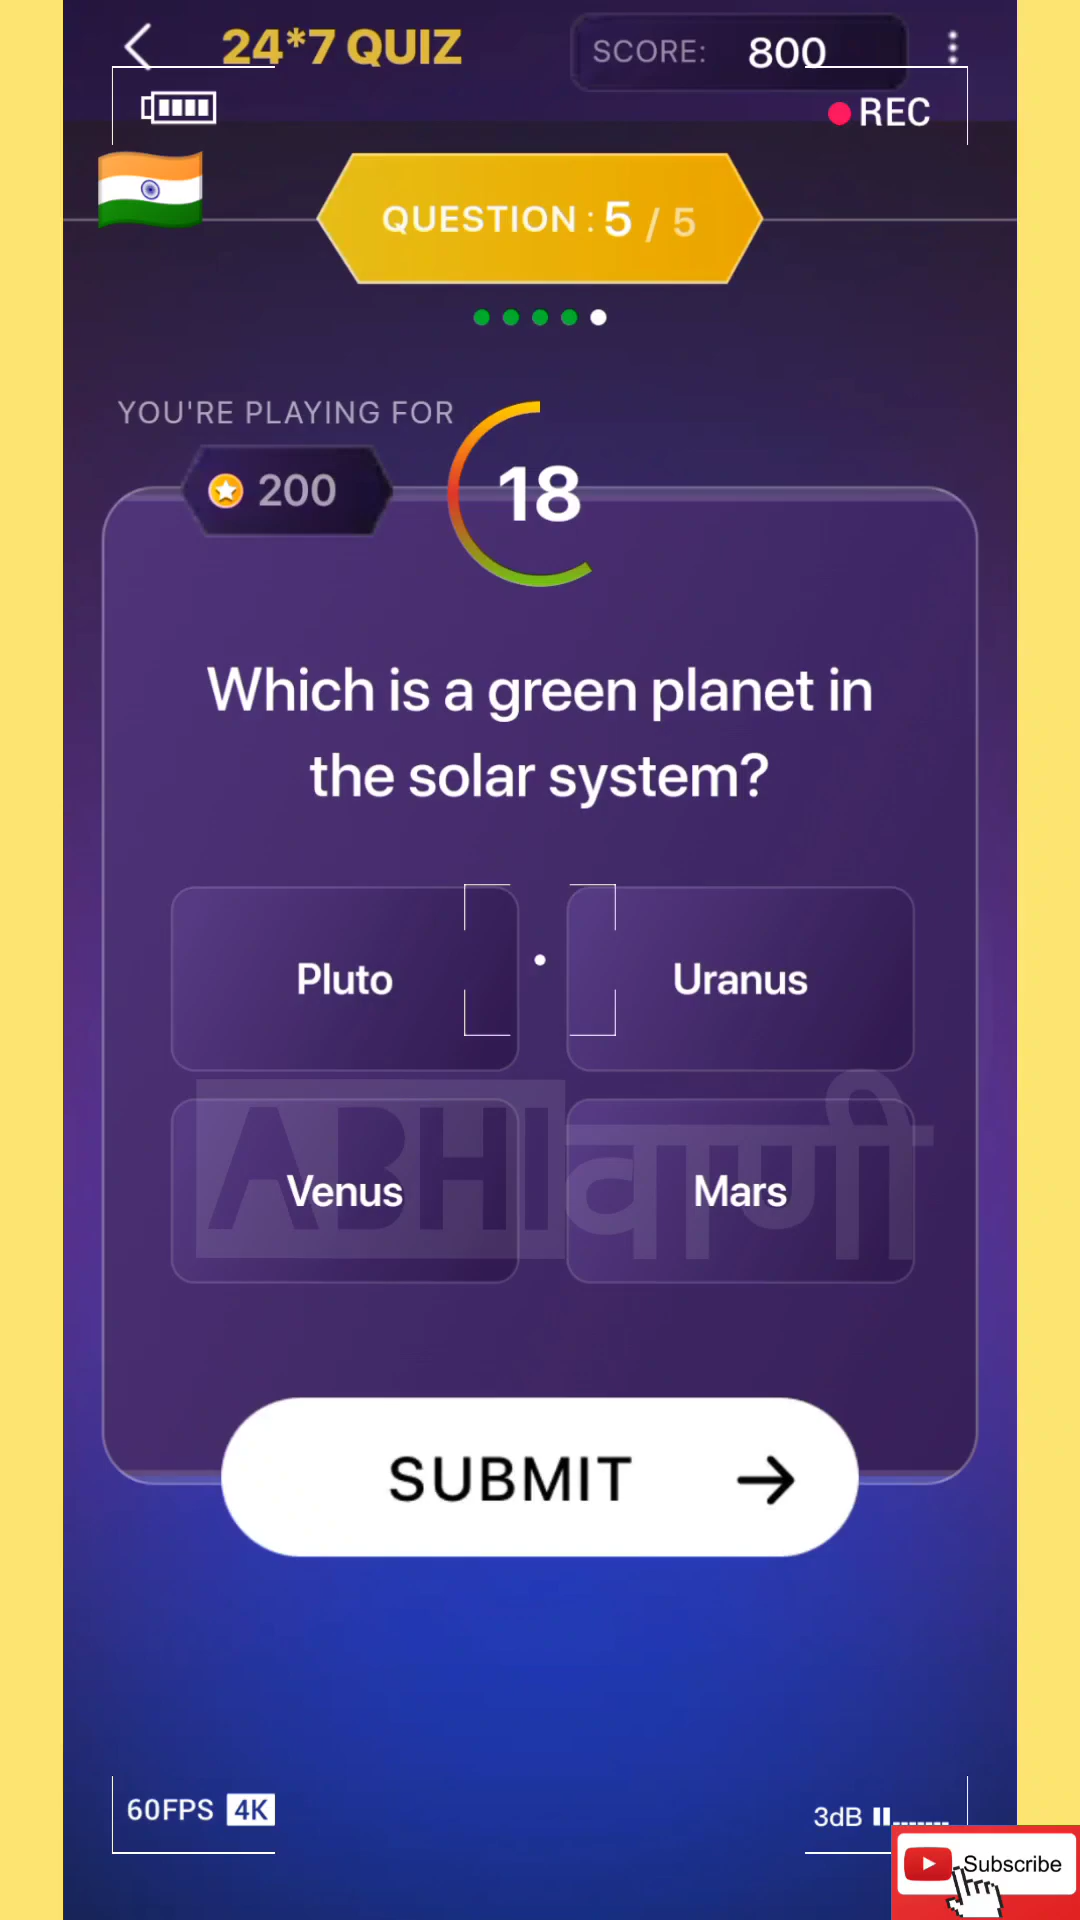 24*7 QUIZ
SCORE: 800
REC
QUESTION : 5 / 5
YOU'RE PLAYING FOR
200
18
Which is a green planet in
the solar system?
Pluto
Uranus
ABHIवाणी
Venus
Mars
SUBMIT
60FPS 4K
3dB
Subscribe